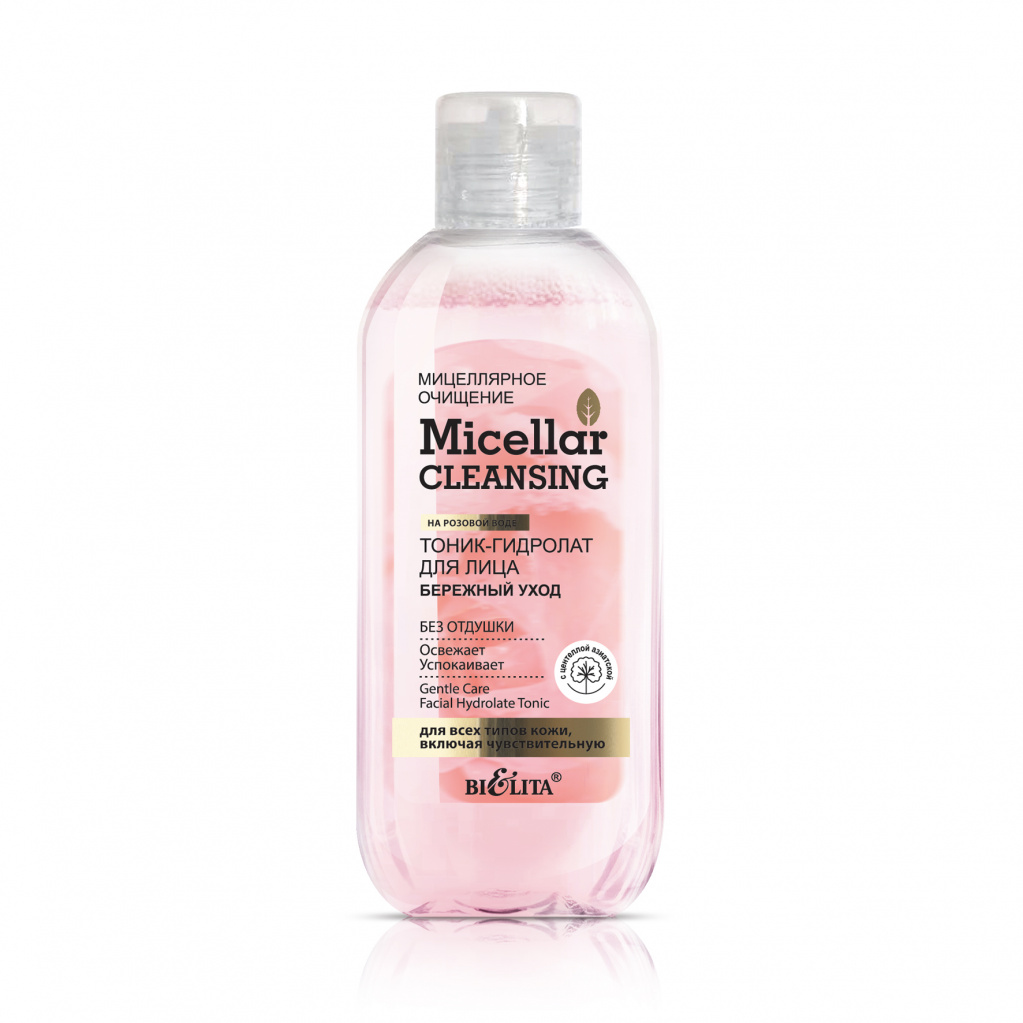 МИЦЕЛЛЯРНОЕ
ОЧИЩЕНИЕ
Micellar
CLEANSING
НА РОЗОВОЙ ВОДЕ
ТОНИК-ГИДРОЛАТ
ДЛЯ ЛИЦА
БЕРЕЖНЫЙ УХОД
БЕЗ ОТДУШКИ
Освежает
Успокаивает
с центеллой азиатской
Gentle Care
Facial Hydrolate Tonic
для всех типов кожи,
включая чувствительную
BIELITA®